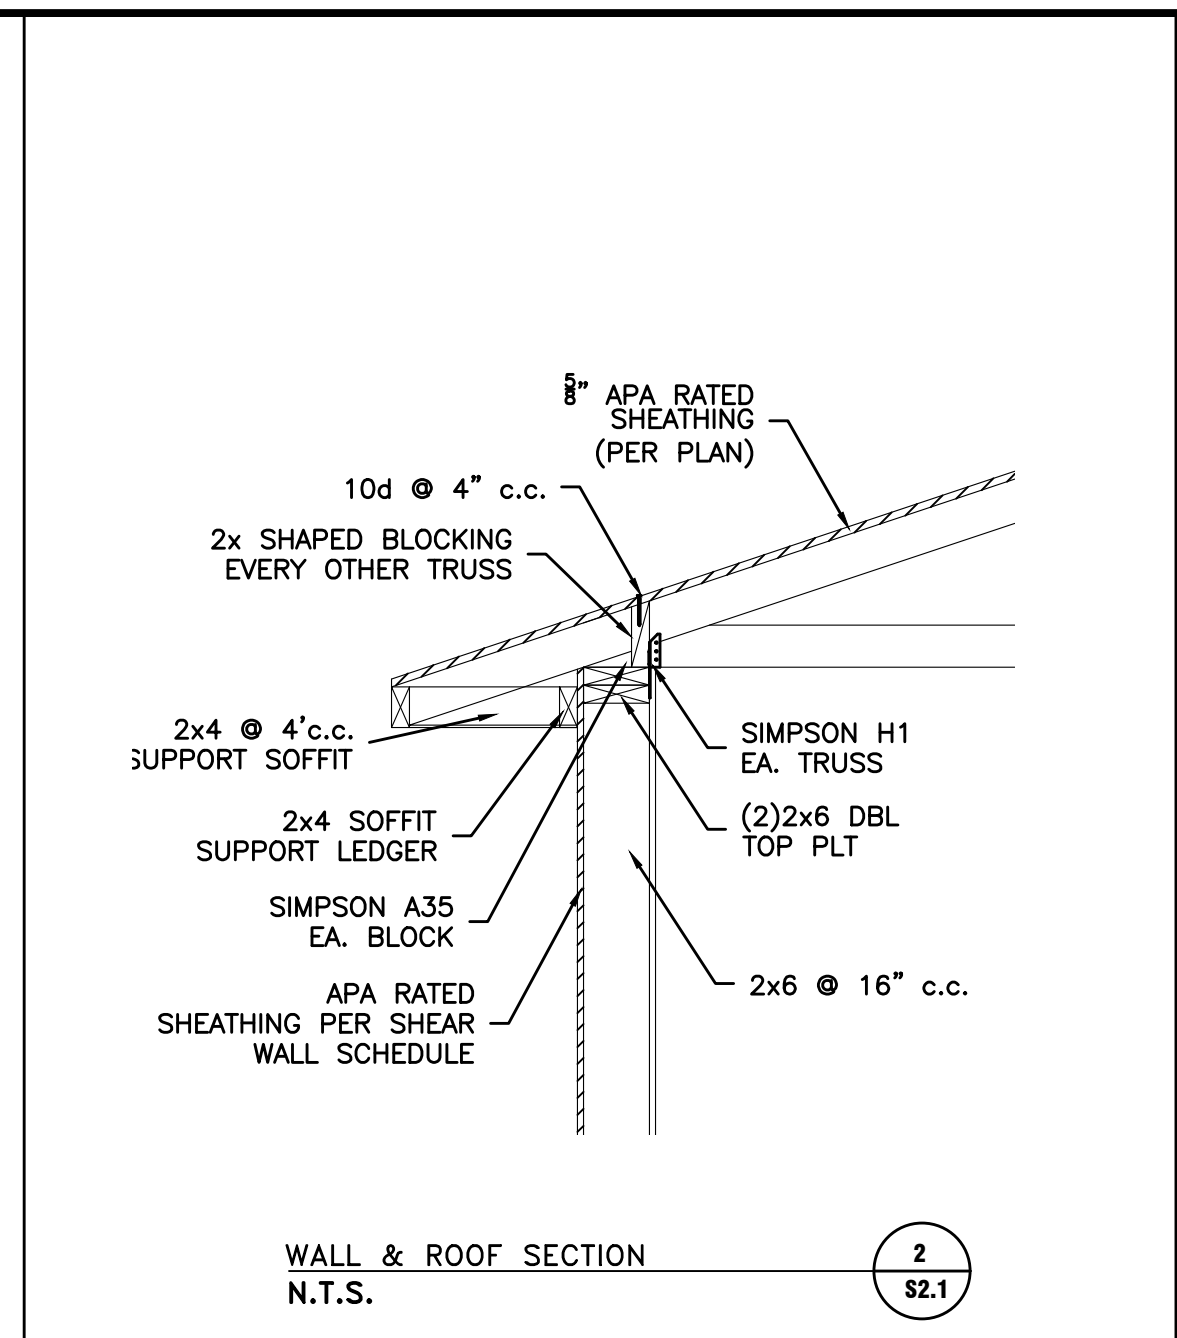 5/8" APA RATED
SHEATHING
(PER PLAN)
10d @ 4" c.c.
2x SHAPED BLOCKING
EVERY OTHER TRUSS
2x4 @ 4'c.c.
SUPPORT SOFFIT
2x4 SOFFIT
SUPPORT LEDGER
SIMPSON A35
EA. BLOCK
APA RATED
SHEATHING PER SHEAR
WALL SCHEDULE
SIMPSON H1
EA. TRUSS
(2)2x6 DBL
TOP PLT
2x6 @ 16" c.c.
WALL & ROOF SECTION
N.T.S.
2
S2.1